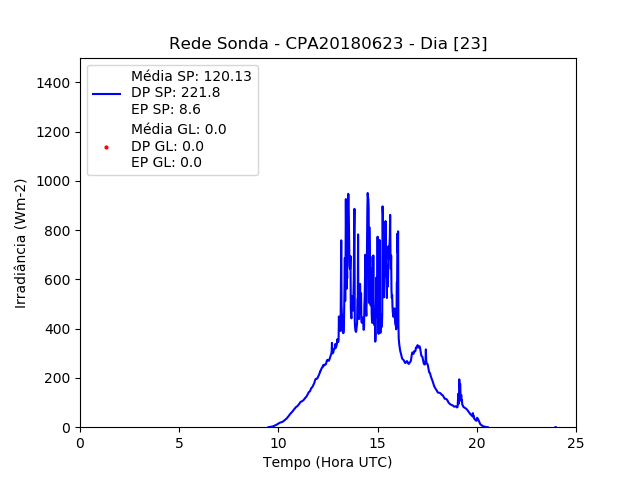 Rede Sonda - CPA20180623 - Dia [23]
Média SP: 120.13
DP SP: 221.8
EP SP: 8.6
Média GL: 0.0
DP GL: 0.0
EP GL: 0.0
1400
1200
1000
800
600
400
200
0
Irradiância (Wm-2)
0 5 10 15 20 25
Tempo (Hora UTC)